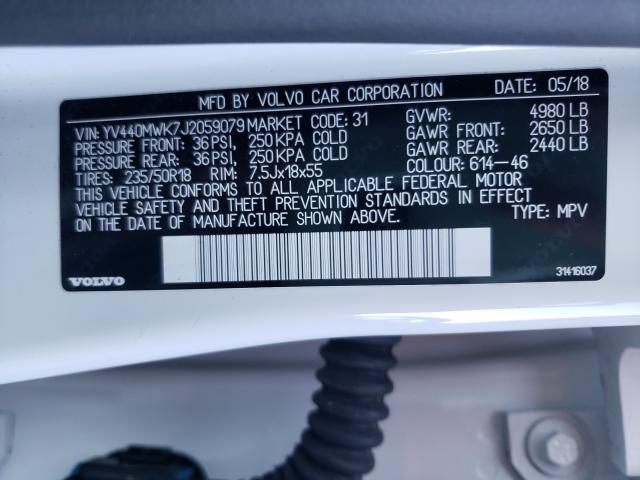 MFD BY VOLVO CAR CORPORATION DATE: 05/18
VIN: YV440MWK7J2059079 MARKET CODE: 31 GVWR: 4980 LB
PRESSURE FRONT: 36 PSI, 250 KPA COLD GAWR FRONT: 2650 LB
PRESSURE REAR: 36 PSI, 250 KPA COLD GAWR REAR: 2440 LB
TIRES: 235/50R18 RIM: 7.5Jx18x55 COLOUR: 614-46
THIS VEHICLE CONFORMS TO ALL APPLICABLE FEDERAL MOTOR
VEHICLE SAFETY AND THEFT PREVENTION STANDARDS IN EFFECT
ON THE DATE OF MANUFACTURE SHOWN ABOVE. TYPE: MPV
VOLVO 31416037